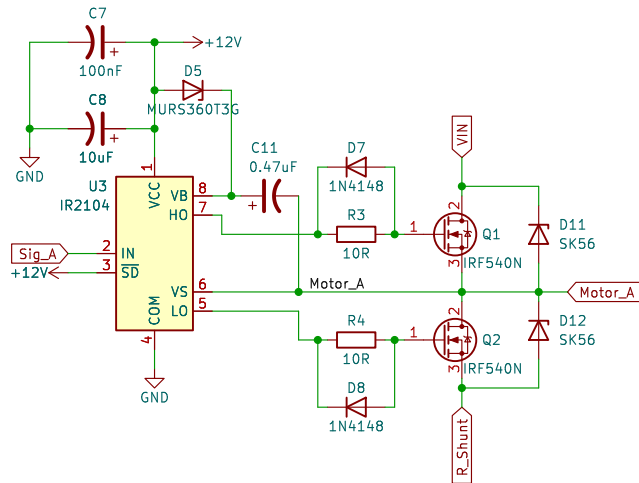 C7
100nF
+12V
D5
MURS360T3G
C8
10uF
GND
U3
IR2104
1
VCC
VB
8
HO
7
C11
0.47uF
+
D7
1N4148
R3
10R
VIN
2
1
Q1
3
IRF540N
D11
SK56
Sig_A
2
IN
+12V
3
SD
VS
6
LO
5
Motor_A
Motor_A
COM
4
GND
R4
10R
D8
1N4148
2
1
Q2
3
IRF540N
D12
SK56
R_Shunt